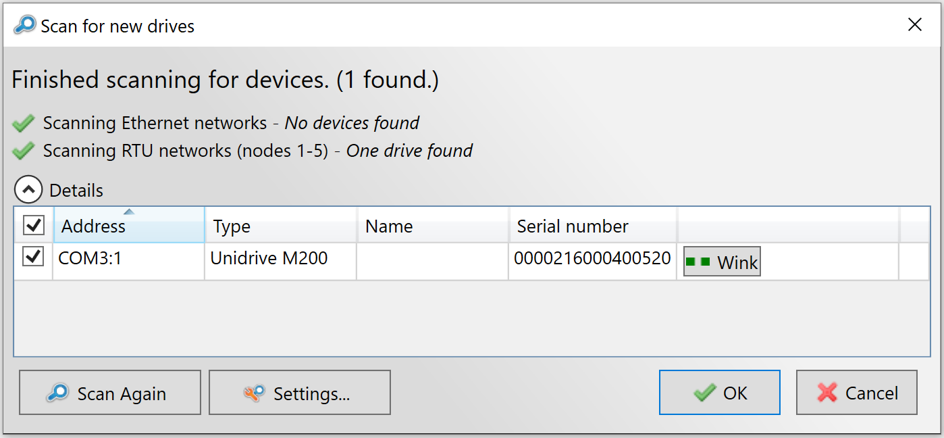 Scan for new drives
Finished scanning for devices. (1 found.)
Scanning Ethernet networks - No devices found
Scanning RTU networks (nodes 1-5) - One drive found
Details
Address Type Name Serial number
COM3:1 Unidrive M200 0000216000400520 Wink
Scan Again Settings... OK Cancel